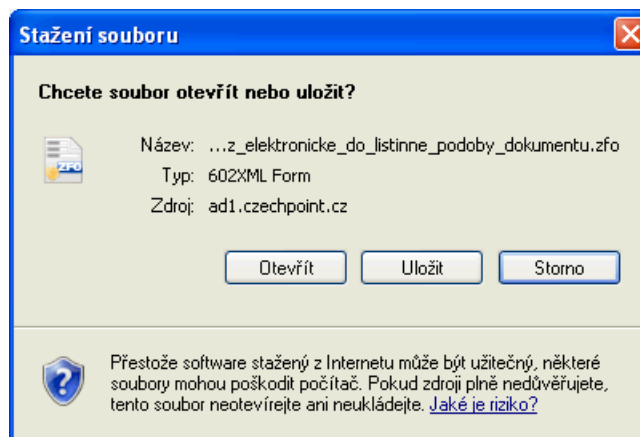 Stažení souboru
Chcete soubor otevřít nebo uložit?
ZFO
Název: ...z_elektronicke_do_listinne_podoby_dokumentu.zfo
Typ: 602XML Form
Zdroj: ad1.czechpoint.cz
Otevřít Uložit Storno
Přestože software stažený z Internetu může být užitečný, některé
soubory mohou poškodit počítač. Pokud zdroji plně nedůvěřujete,
tento soubor neotevírejte ani neukládejte. Jaké je riziko?